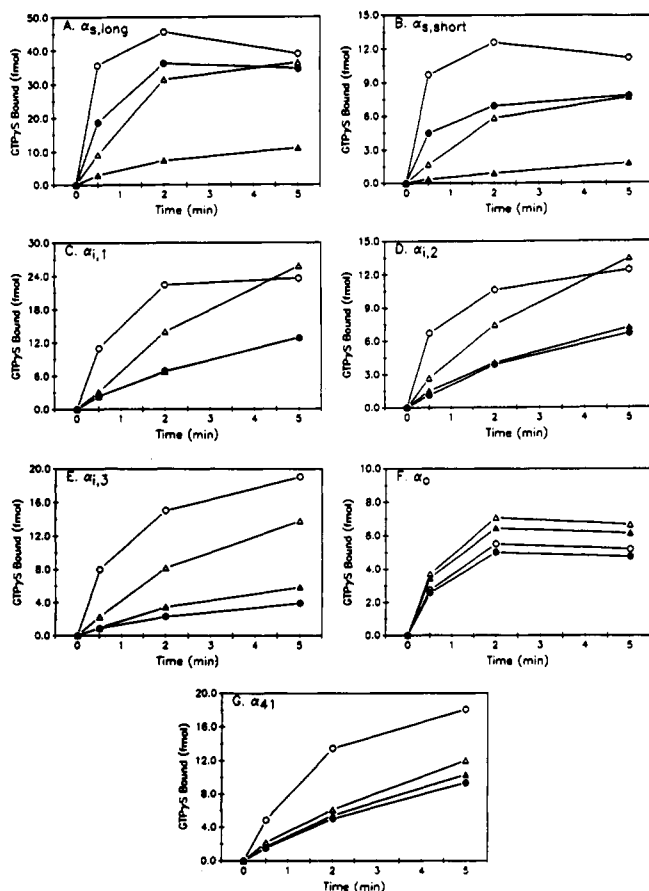 A. αs,long
GTPγS Bound (fmol)
50.0
40.0
30.0
20.0
10.0
0.0
0 1 2 3 4 5
Time (min)
B. αs,short
GTPγS Bound (fmol)
15.0
12.0
9.0
6.0
3.0
0.0
0 1 2 3 4 5
Time (min)
C. αi,1
GTPγS Bound (fmol)
30.0
24.0
18.0
12.0
6.0
0.0
0 1 2 3 4 5
Time (min)
D. αi,2
GTPγS Bound (fmol)
15.0
12.0
9.0
6.0
3.0
0.0
0 1 2 3 4 5
Time (min)
E. αi,3
GTPγS Bound (fmol)
20.0
16.0
12.0
8.0
4.0
0.0
0 1 2 3 4 5
Time (min)
F. αo
GTPγS Bound (fmol)
10.0
8.0
6.0
4.0
2.0
0.0
0 1 2 3 4 5
Time (min)
G. α41
GTPγS Bound (fmol)
20.0
16.0
12.0
8.0
4.0
0.0
0 1 2 3 4 5
Time (min)